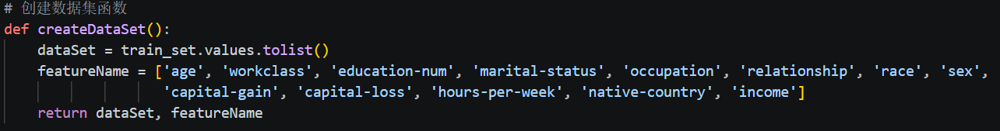 # 创建数据集函数
def createDataSet():
    dataSet = train_set.values.tolist()
    featureName = ['age', 'workclass', 'education-num', 'marital-status', 'occupation', 'relationship', 'race', 'sex',
                   'capital-gain', 'capital-loss', 'hours-per-week', 'native-country', 'income']
    return dataSet, featureName